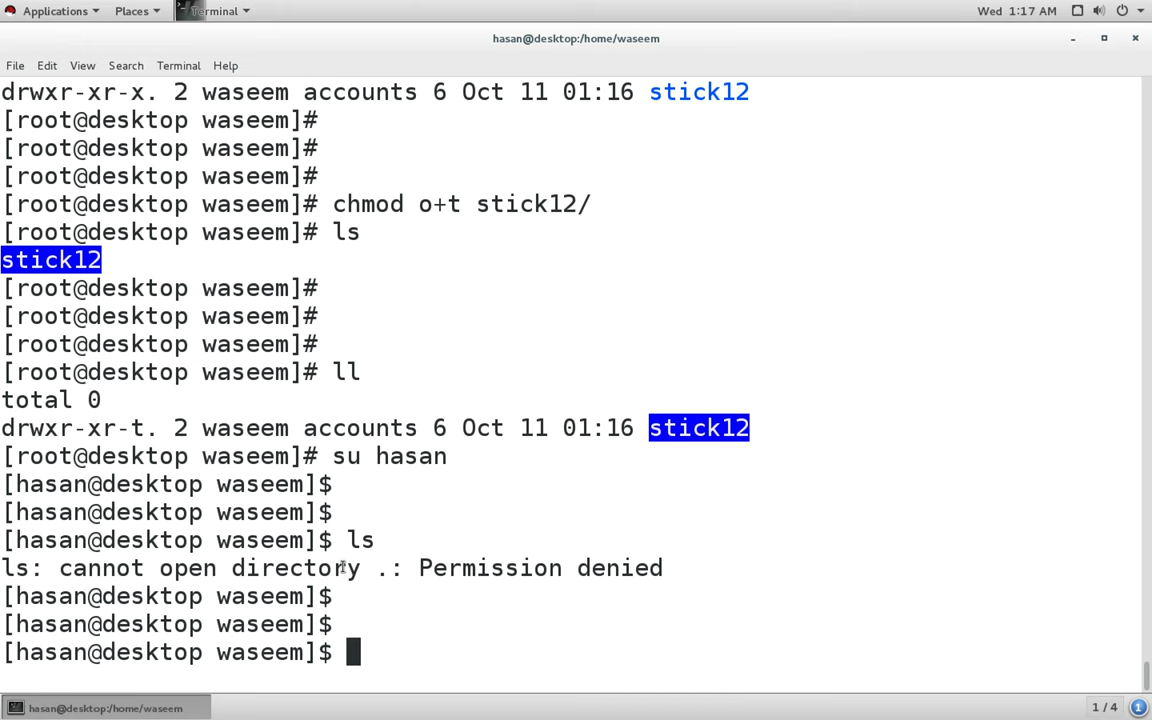 Applications Places Terminal Wed 1:17 AM
hasan@desktop:/home/waseem
File Edit View Search Terminal Help
drwxr-xr-x. 2 waseem accounts 6 Oct 11 01:16 stick12
[root@desktop waseem]#
[root@desktop waseem]#
[root@desktop waseem]#
[root@desktop waseem]# chmod o+t stick12/
[root@desktop waseem]# ls
stick12
[root@desktop waseem]#
[root@desktop waseem]#
[root@desktop waseem]#
[root@desktop waseem]# ll
total 0
drwxr-xr-t. 2 waseem accounts 6 Oct 11 01:16 stick12
[root@desktop waseem]# su hasan
[hasan@desktop waseem]$
[hasan@desktop waseem]$
[hasan@desktop waseem]$ ls
ls: cannot open directory .: Permission denied
[hasan@desktop waseem]$
[hasan@desktop waseem]$
[hasan@desktop waseem]$
hasan@desktop:/home/waseem 1 / 4 1